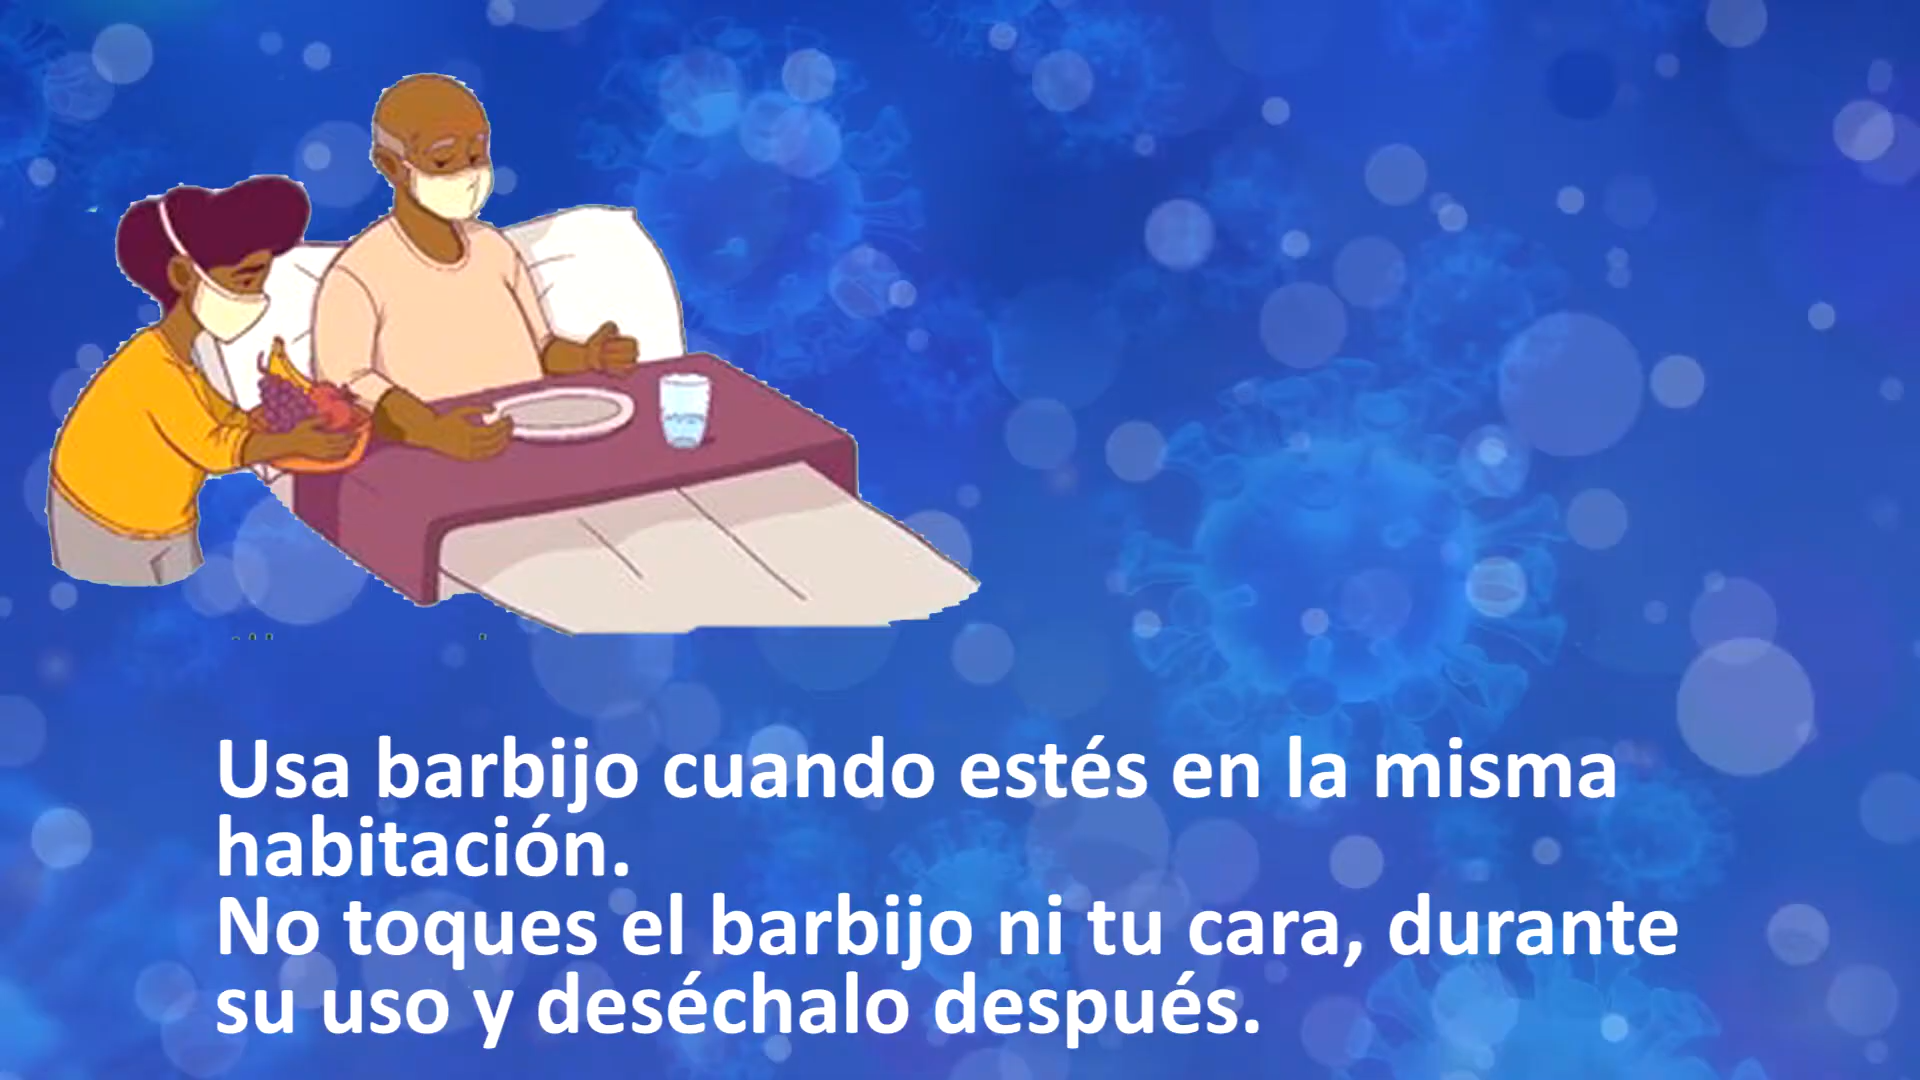 Usa barbijo cuando estés en la misma
habitación.
No toques el barbijo ni tu cara, durante
su uso y deséchalo después.